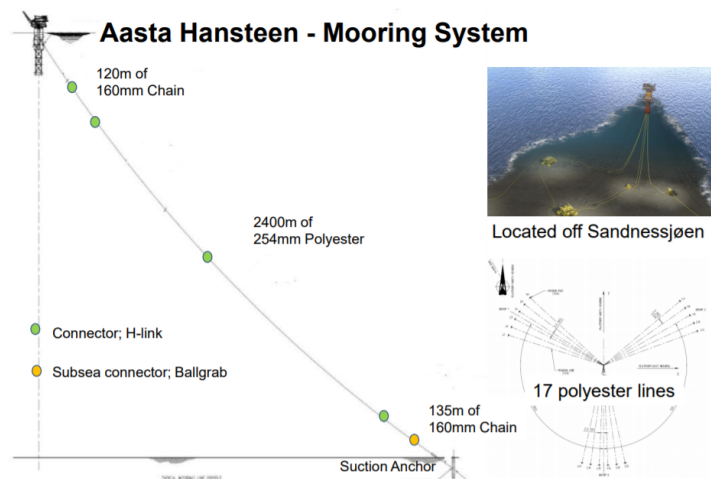 Aasta Hansteen - Mooring System
120m of
160mm Chain
2400m of
254mm Polyester
Located off Sandnessjøen
Connector; H-link
Subsea connector; Ballgrab
17 polyester lines
135m of
160mm Chain
Suction Anchor